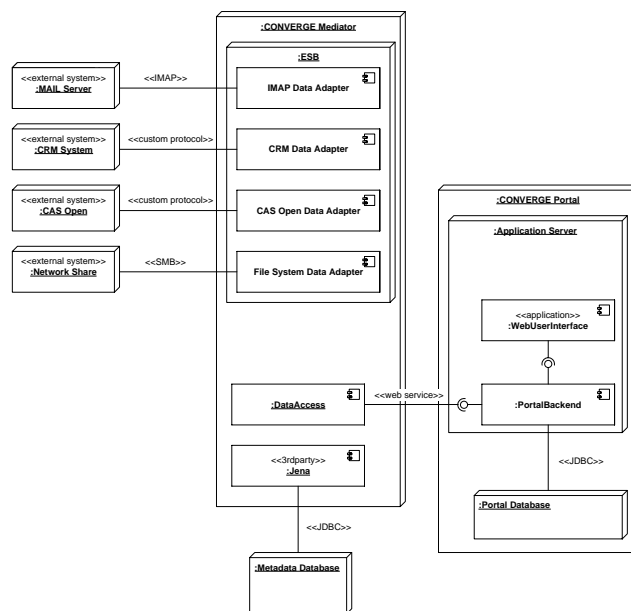 :CONVERGE Mediator
:ESB
<<external system>>
:MAIL Server
<<IMAP>>
IMAP Data Adapter
<<external system>>
:CRM System
<<custom protocol>>
CRM Data Adapter
<<external system>>
:CAS Open
<<custom protocol>>
CAS Open Data Adapter
<<external system>>
:Network Share
<<SMB>>
File System Data Adapter
:CONVERGE Portal
:Application Server
<<application>>
:WebUserInterface
:DataAccess
<<web service>>
:PortalBackend
<<3rdparty>>
:Jena
<<JDBC>>
:Portal Database
<<JDBC>>
:Metadata Database